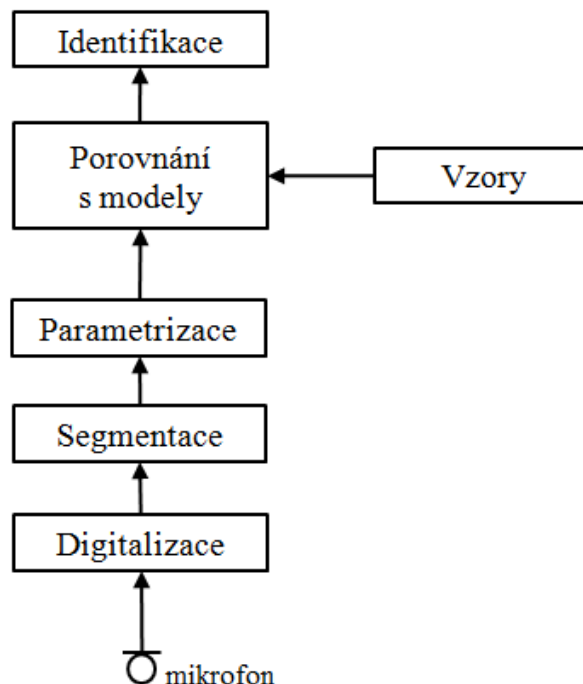 Identifikace
Porovnání
s modely
Vzory
Parametrizace
Segmentace
Digitalizace
mikrofon